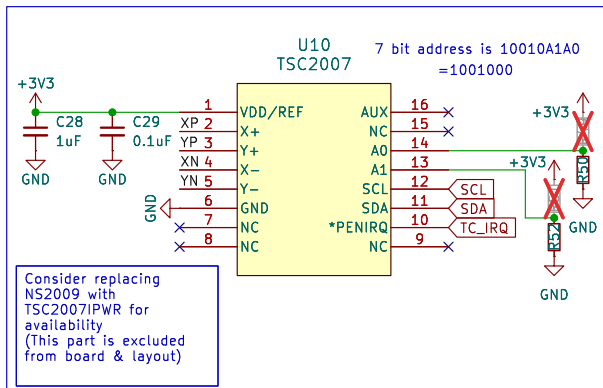 U10
TSC2007
7 bit address is 10010A1A0
=1001000
+3V3
C28
1uF
C29
0.1uF
GND
GND
XP
YP
XN
YN
GND
1
2
3
4
5
6
7
8
VDD/REF
X+
Y+
X-
Y-
GND
NC
NC
AUX
NC
A0
A1
SCL
SDA
*PENIRQ
NC
16
15
14
13
12
11
10
9
SCL
SDA
TC_IRQ
+3V3
R50
GND
+3V3
R52
GND
Consider replacing
NS2009 with
TSC2007IPWR for
availability
(This part is excluded
from board & layout)